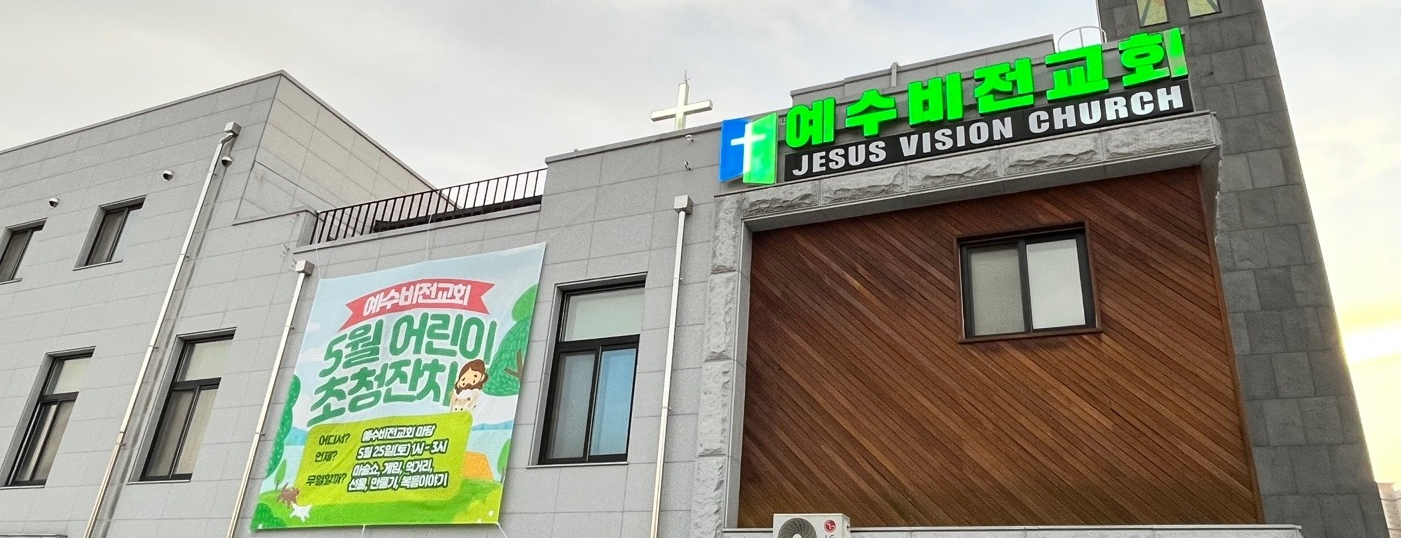 예수비전교회
JESUS VISION CHURCH
예수비전교회
5월 어린이
초청잔치
어디서? 예수비전교회 마당
언제? 5월 25일(토) 1시-3시
무얼할까? 마술쇼, 게임, 먹거리,
선물, 만들기, 복음이야기
LG